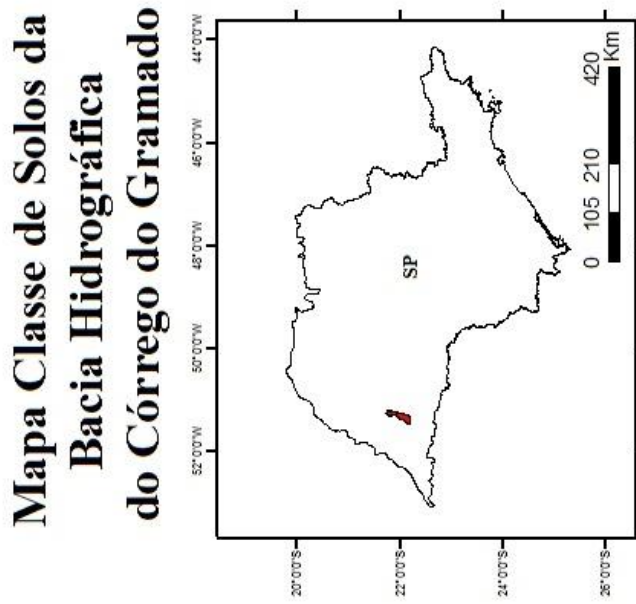 Mapa Classe de Solos da
Bacia Hidrográfica
do Córrego do Gramado
52°0'0"W
50°0'0"W
48°0'0"W
46°0'0"W
44°0'0"W
20°0'0"S
22°0'0"S
24°0'0"S
26°0'0"S
SP
0 105 210 420
Km